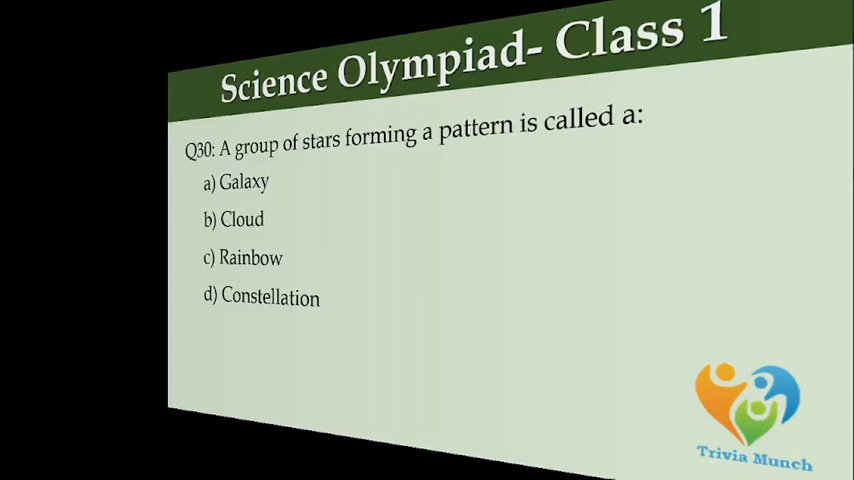 Science Olympiad- Class 1
Q30: A group of stars forming a pattern is called a:
a) Galaxy
b) Cloud
c) Rainbow
d) Constellation
Trivia Munch